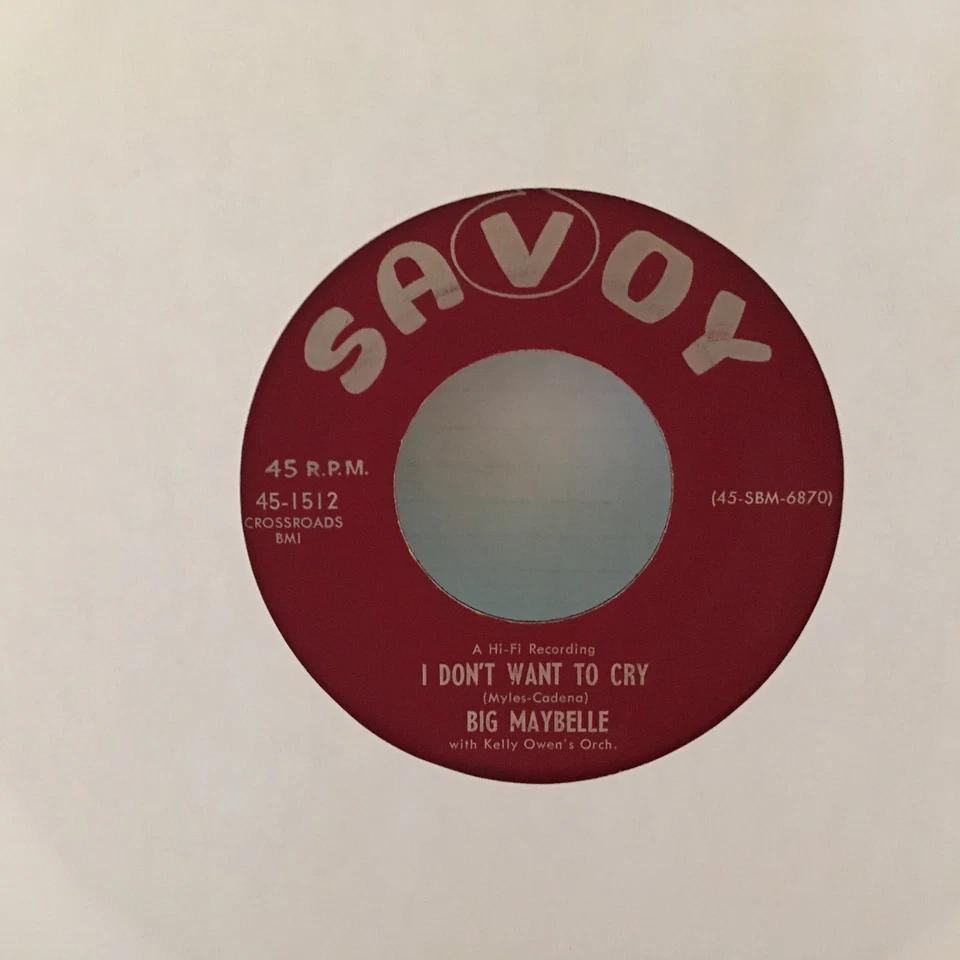 SAVOY
45 R.P.M.
45-1512
CROSSROADS
BMI
(45-SBM-6870)
A Hi-Fi Recording
I DON'T WANT TO CRY
(Myles-Cadena)
BIG MAYBELLE
with Kelly Owen's Orch.